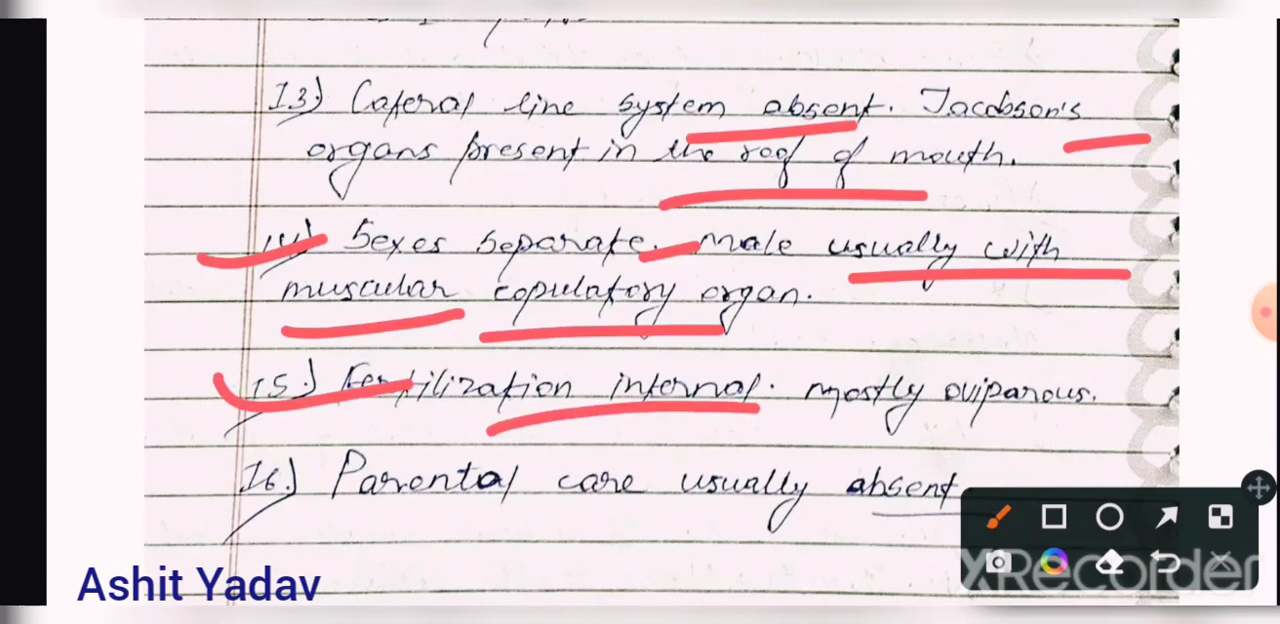 13.) Lateral line system absent. Jacobson's
organs present in the roof of mouth.
14.) Sexes separate. male usually with
muscular copulatory organ.
15.) Fertilization internal. mostly oviparous.
16.) Parental care usually absent
XRecorder
Ashit Yadav